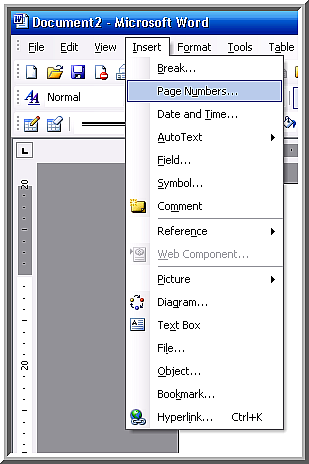 Document2 - Microsoft Word
File Edit View Insert Format Tools Table
Break...
Page Numbers...
Normal
Date and Time...
AutoText
Field...
Symbol...
20
Comment
Reference
Web Component...
Picture
Diagram...
Text Box
File...
20
Object...
Bookmark...
Hyperlink... Ctrl+K